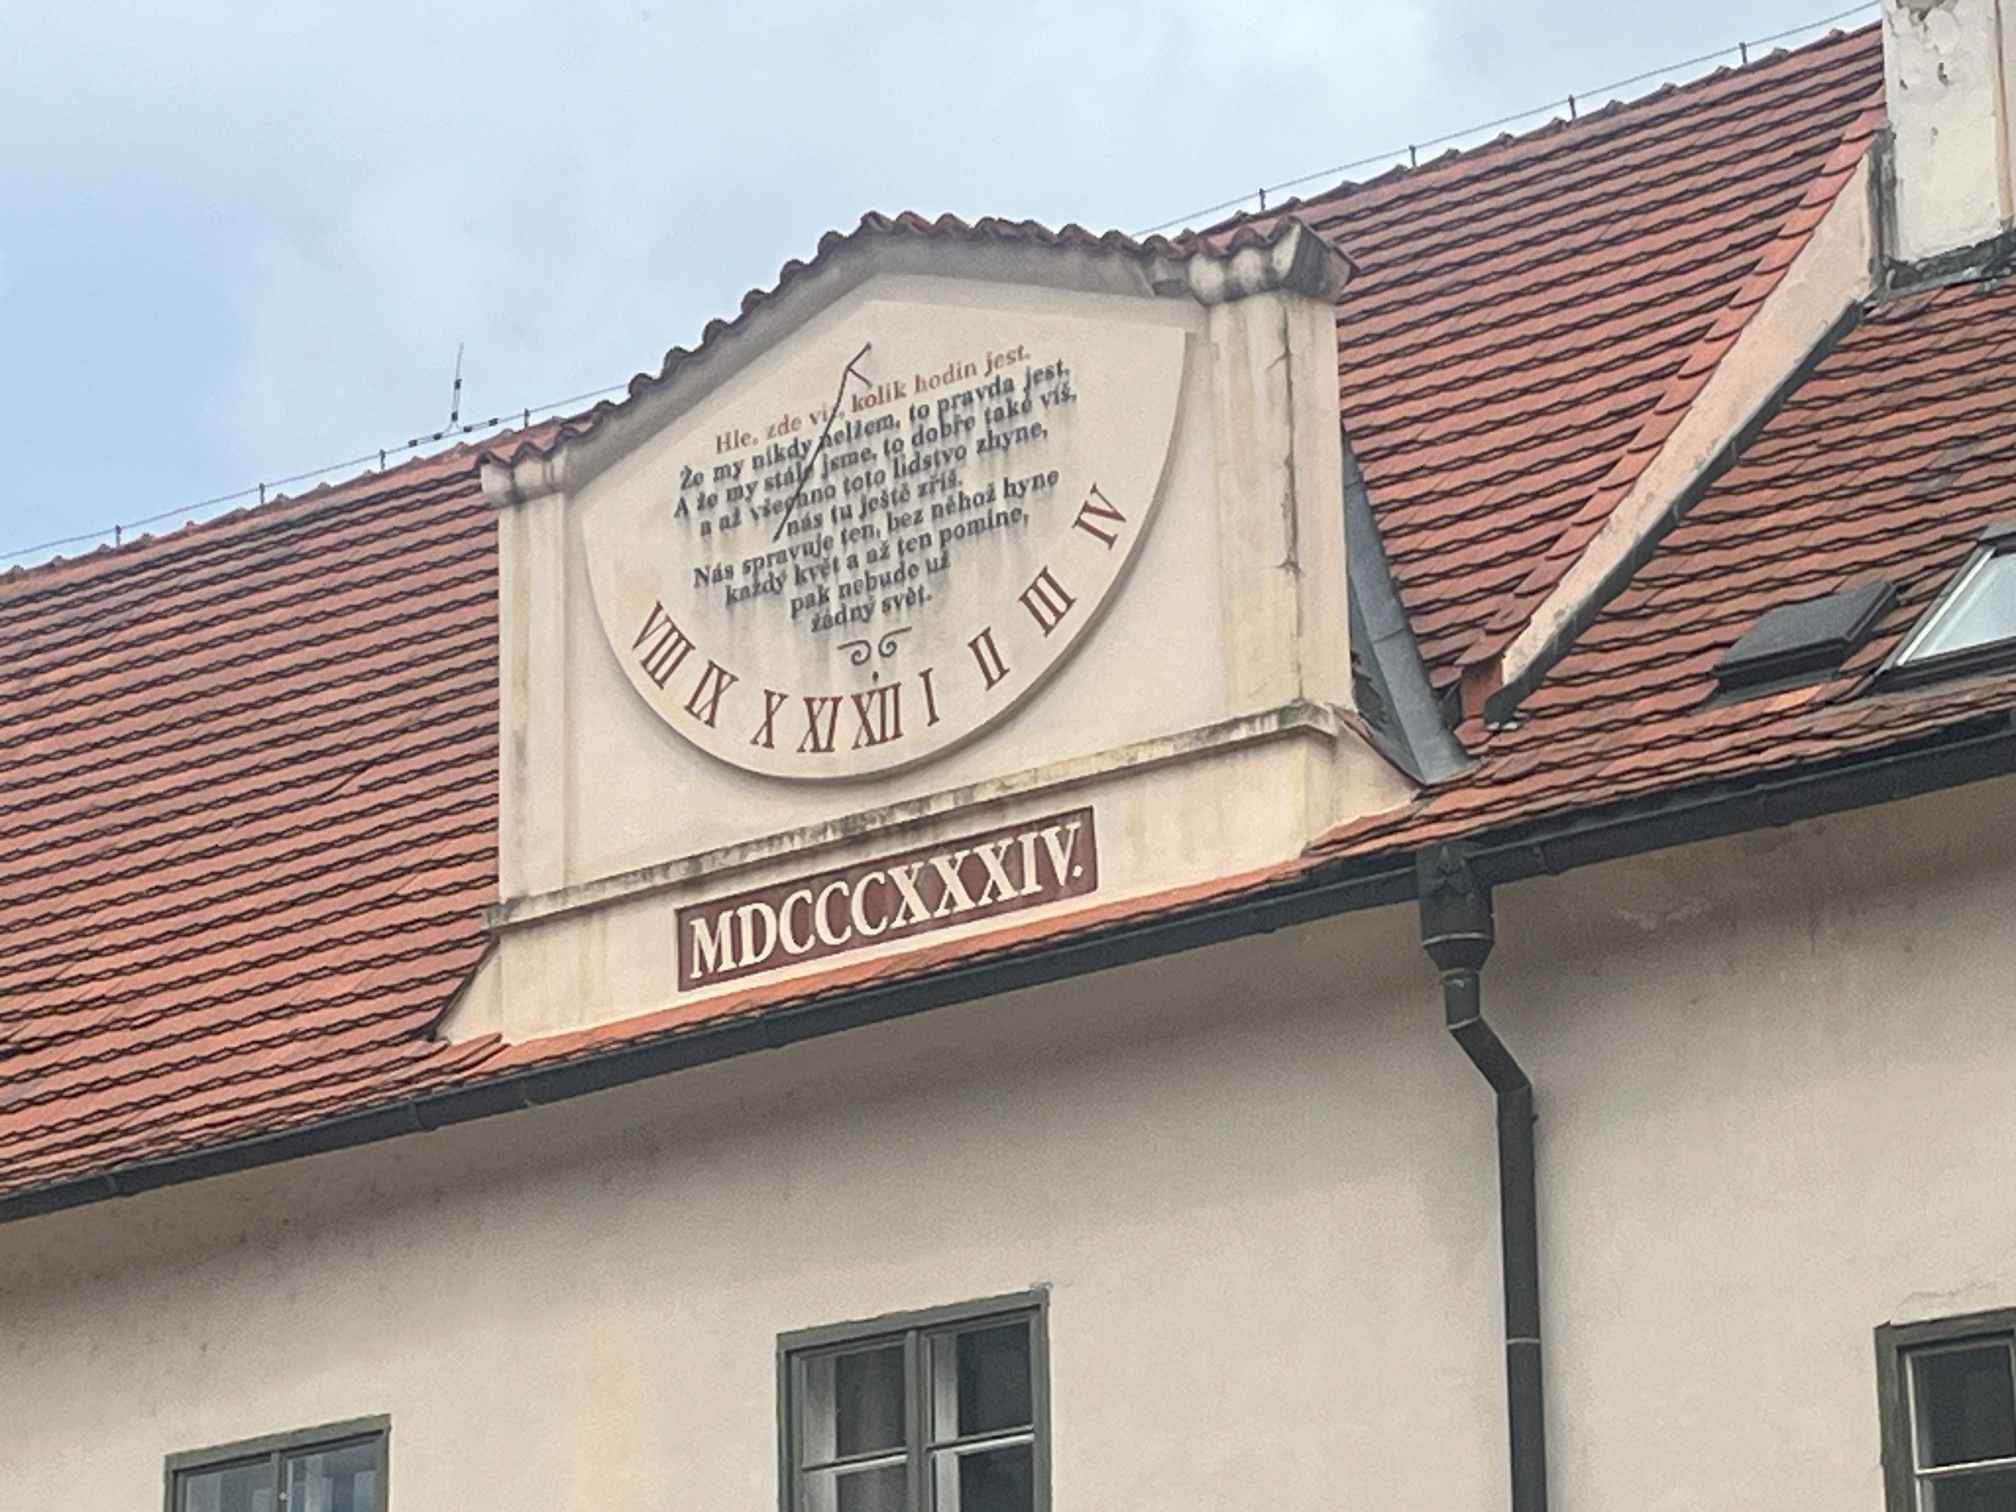 Hle, zde víš, kolik hodin jest.
Že my nikdy nelžem, to pravda jest,
A že my stále jsme, to dobře také víš,
a až všechno toto lidstvo zhyne,
nás tu ještě zříš.
Nás spravuje ten, bez něhož hyne
každý květ a až ten pomine,
pak nebude už
žádný svět.
VIII IX X XI XII I II III IV
MDCCCXXXIV.